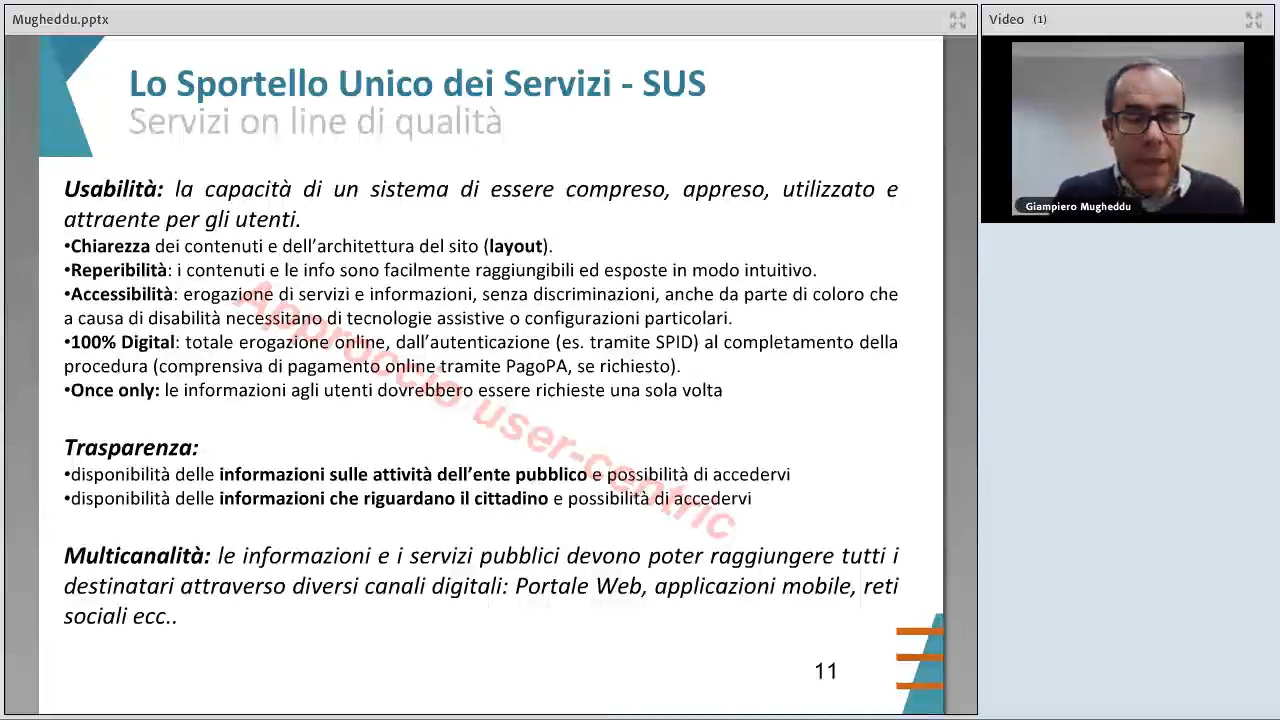 Mugheddu.pptx
Video (1)
Lo Sportello Unico dei Servizi - SUS
Servizi on line di qualità
Usabilità: la capacità di un sistema di essere compreso, appreso, utilizzato e
attraente per gli utenti.
•Chiarezza dei contenuti e dell'architettura del sito (layout).
•Reperibilità: i contenuti e le info sono facilmente raggiungibili ed esposte in modo intuitivo.
•Accessibilità: erogazione di servizi e informazioni, senza discriminazioni, anche da parte di coloro che
a causa di disabilità necessitano di tecnologie assistive o configurazioni particolari.
•100% Digital: totale erogazione online, dall'autenticazione (es. tramite SPID) al completamento della
procedura (comprensiva di pagamento online tramite PagoPA, se richiesto).
•Once only: le informazioni agli utenti dovrebbero essere richieste una sola volta
Trasparenza:
•disponibilità delle informazioni sulle attività dell'ente pubblico e possibilità di accedervi
•disponibilità delle informazioni che riguardano il cittadino e possibilità di accedervi
Multicanalità: le informazioni e i servizi pubblici devono poter raggiungere tutti i
destinatari attraverso diversi canali digitali: Portale Web, applicazioni mobile, reti
sociali ecc..
Approccio user-centric
11
Giampiero Mugheddu